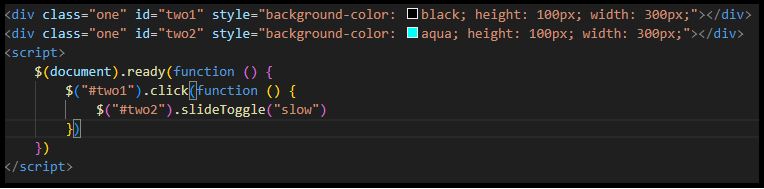 <div class="one" id="two1" style="background-color: black; height: 100px; width: 300px;"></div>
<div class="one" id="two2" style="background-color: aqua; height: 100px; width: 300px;"></div>
<script>
    $(document).ready(function () {
        $("#two1").click(function () {
            $("#two2").slideToggle("slow")
        })
    })
</script>